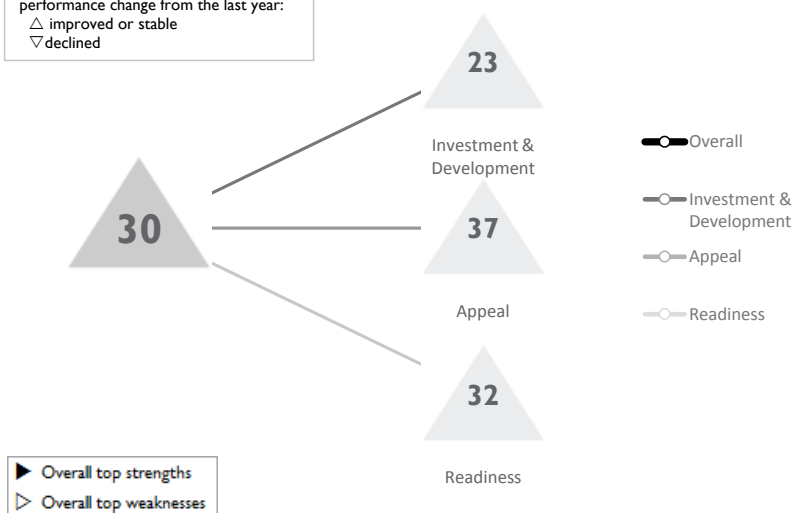 performance change from the last year:
△ improved or stable
▽ declined
23
Investment &
Development
30
37
Appeal
32
Readiness
Overall
Investment &
Development
Appeal
Readiness
▶ Overall top strengths
▷ Overall top weaknesses